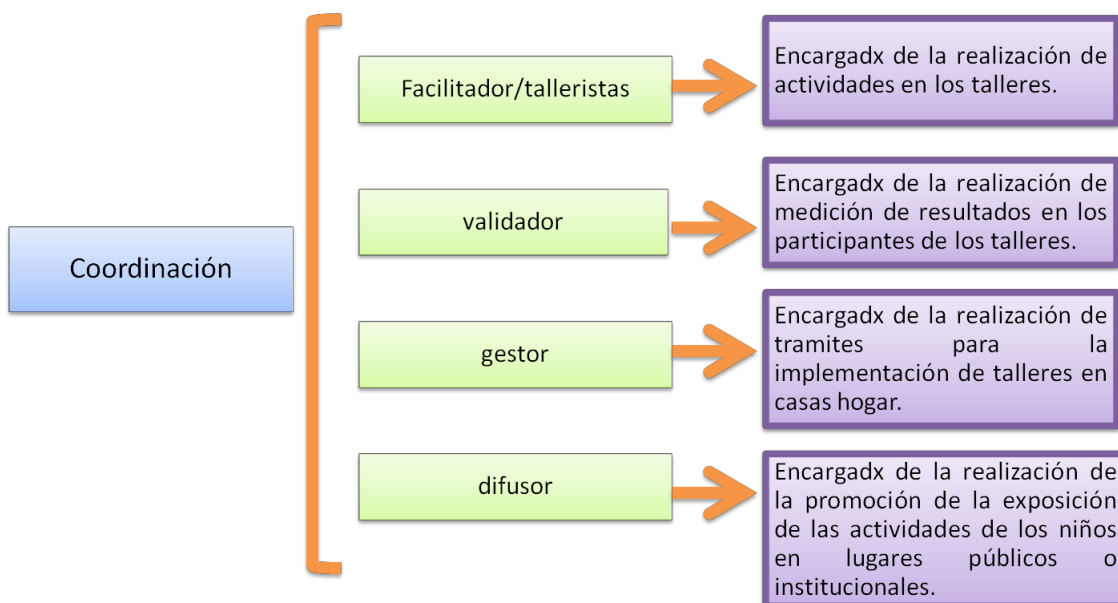 Coordinación
Facilitador/talleristas
Encargadx de la realización de
actividades en los talleres.
validador
Encargadx de la realización de
medición de resultados en los
participantes de los talleres.
gestor
Encargadx de la realización de
tramites para la
implementación de talleres en
casas hogar.
difusor
Encargadx de la realización de
la promoción de la exposición
de las actividades de los niños
en lugares públicos o
institucionales.